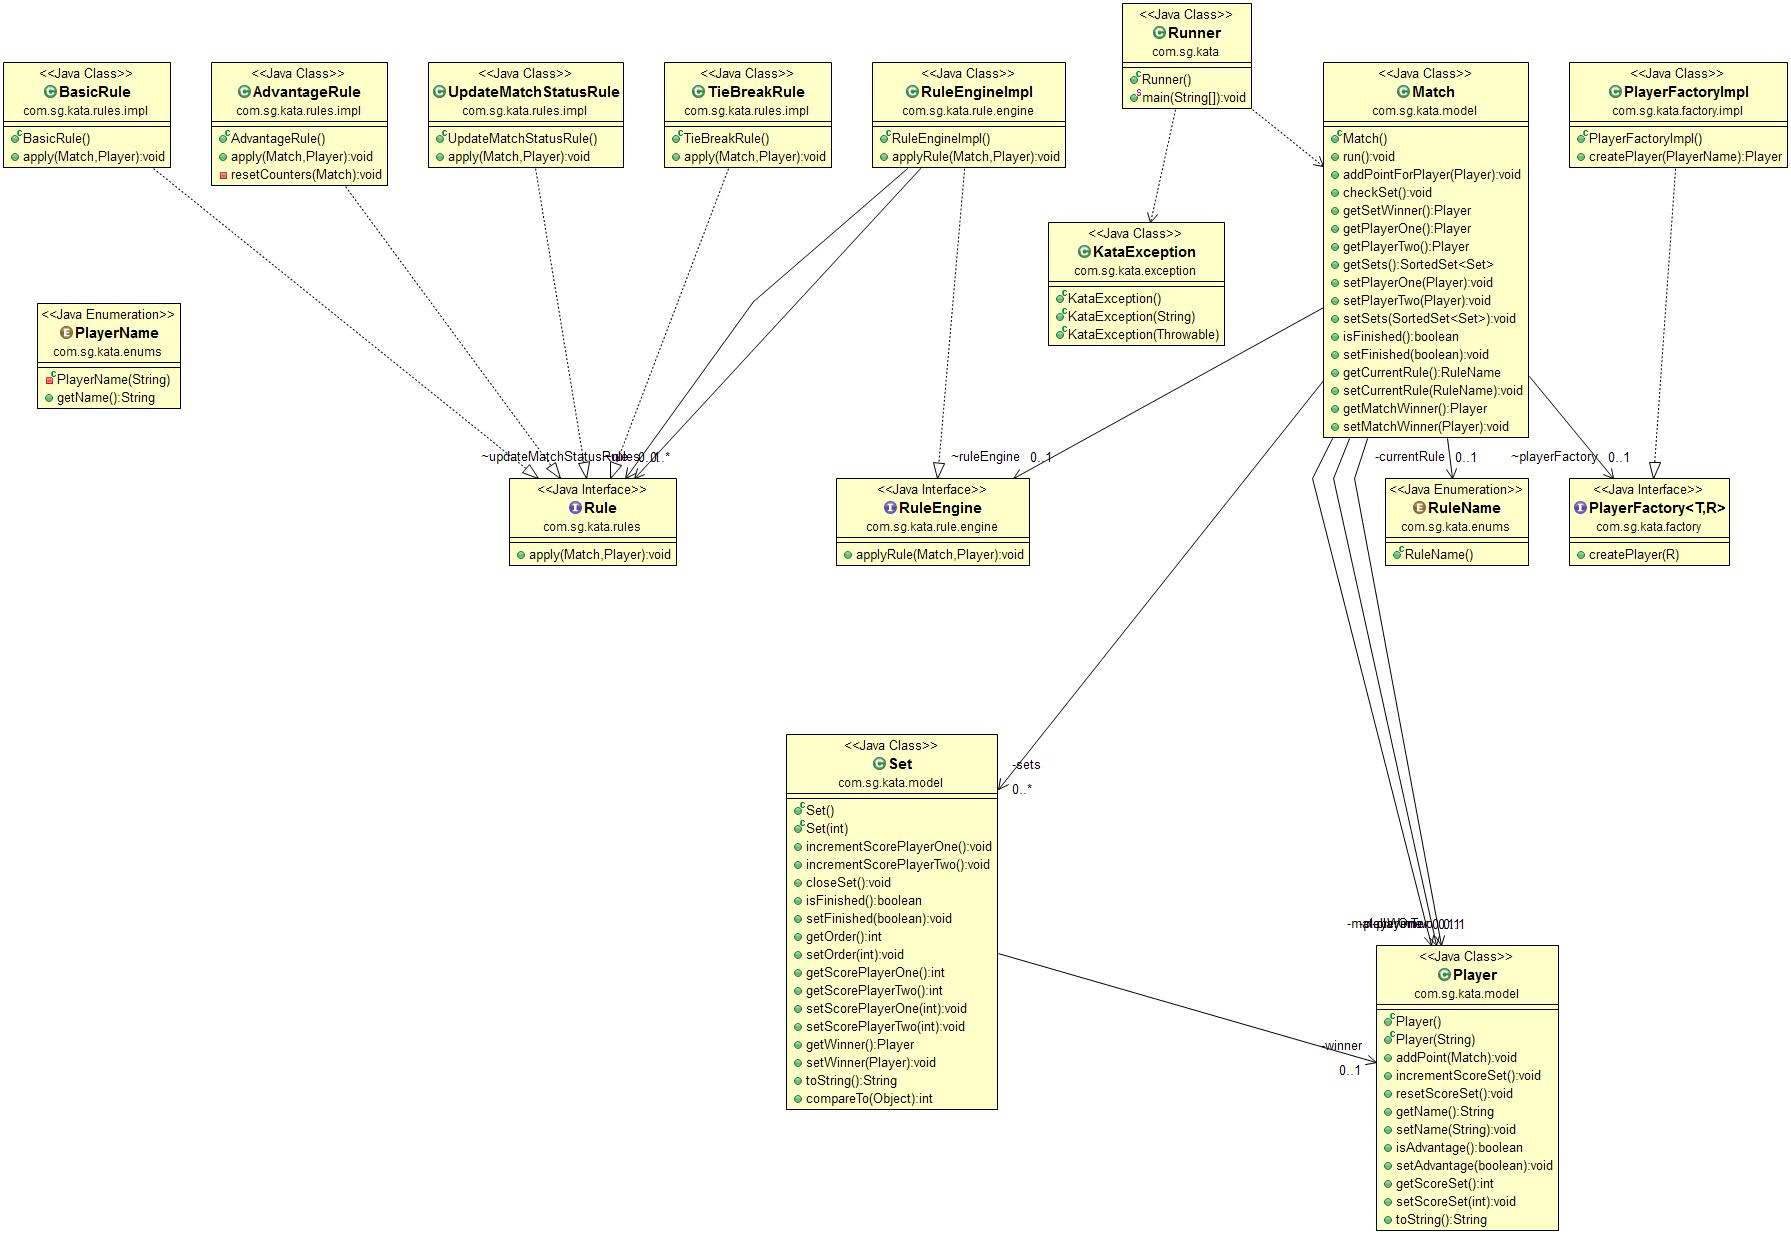 <<Java Class>>
Runner
com.sg.kata
Runner()
main(String[]):void
<<Java Class>>
BasicRule
com.sg.kata.rules.impl
BasicRule()
apply(Match,Player):void
<<Java Class>>
AdvantageRule
com.sg.kata.rules.impl
AdvantageRule()
apply(Match,Player):void
resetCounters(Match):void
<<Java Class>>
UpdateMatchStatusRule
com.sg.kata.rules.impl
UpdateMatchStatusRule()
apply(Match,Player):void
<<Java Class>>
TieBreakRule
com.sg.kata.rules.impl
TieBreakRule()
apply(Match,Player):void
<<Java Class>>
RuleEngineImpl
com.sg.kata.rule.engine
RuleEngineImpl()
applyRule(Match,Player):void
<<Java Class>>
Match
com.sg.kata.model
Match()
run():void
addPointForPlayer(Player):void
checkSet():void
getSetWinner():Player
getPlayerOne():Player
getPlayerTwo():Player
getSets():SortedSet<Set>
setPlayerOne(Player):void
setPlayerTwo(Player):void
setSets(SortedSet<Set>):void
isFinished():boolean
setFinished(boolean):void
getCurrentRule():RuleName
setCurrentRule(RuleName):void
getMatchWinner():Player
setMatchWinner(Player):void
<<Java Class>>
PlayerFactoryImpl
com.sg.kata.factory.impl
PlayerFactoryImpl()
createPlayer(PlayerName):Player
<<Java Class>>
KataException
com.sg.kata.exception
KataException()
KataException(String)
KataException(Throwable)
<<Java Enumeration>>
PlayerName
com.sg.kata.enums
PlayerName(String)
getName():String
~updateMatchStatusRule
~ruleEngine 0..1
-currentRule 0..1
~playerFactory 0..1
<<Java Interface>>
Rule
com.sg.kata.rules
apply(Match,Player):void
<<Java Interface>>
RuleEngine
com.sg.kata.rule.engine
applyRule(Match,Player):void
<<Java Enumeration>>
RuleName
com.sg.kata.enums
RuleName()
<<Java Interface>>
PlayerFactory<T,R>
com.sg.kata.factory
createPlayer(R)
<<Java Class>>
Set
com.sg.kata.model
Set()
Set(int)
incrementScorePlayerOne():void
incrementScorePlayerTwo():void
closeSet():void
isFinished():boolean
setFinished(boolean):void
getOrder():int
setOrder(int):void
getScorePlayerOne():int
getScorePlayerTwo():int
setScorePlayerOne(int):void
setScorePlayerTwo(int):void
getWinner():Player
setWinner(Player):void
toString():String
compareTo(Object):int
-sets
0..*
-winner
0..1
<<Java Class>>
Player
com.sg.kata.model
Player()
Player(String)
addPoint(Match):void
incrementScoreSet():void
resetScoreSet():void
getName():String
setName(String):void
isAdvantage():boolean
setAdvantage(boolean):void
getScoreSet():int
setScoreSet(int):void
toString():String